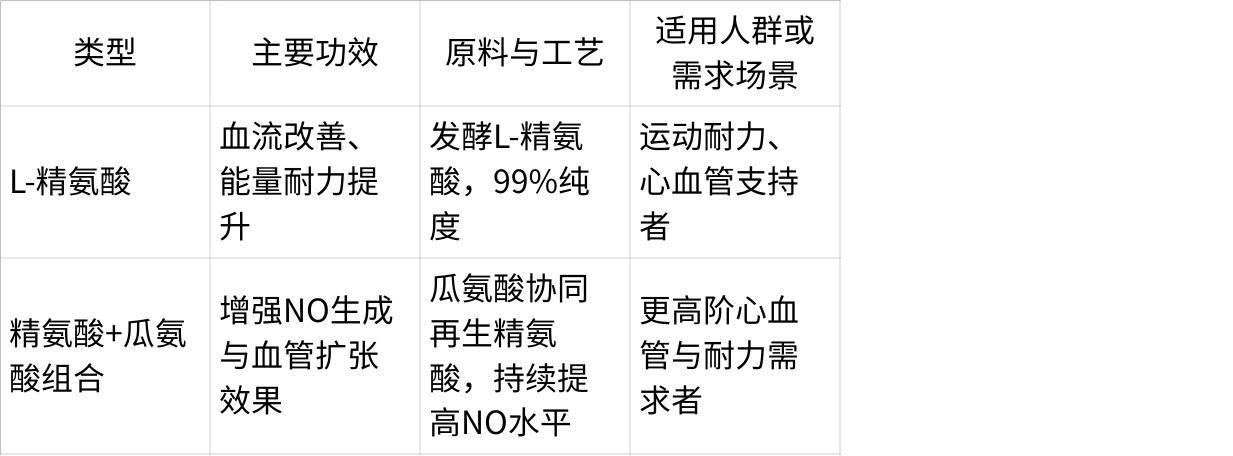 类型
主要功效
原料与工艺
适用人群或
需求场景
L-精氨酸
血流改善、
能量耐力提
升
发酵L-精氨
酸，99%纯
度
运动耐力、
心血管支持
者
精氨酸+瓜氨
酸组合
增强NO生成
与血管扩张
效果
瓜氨酸协同
再生精氨
酸，持续提
高NO水平
更高阶心血
管与耐力需
求者